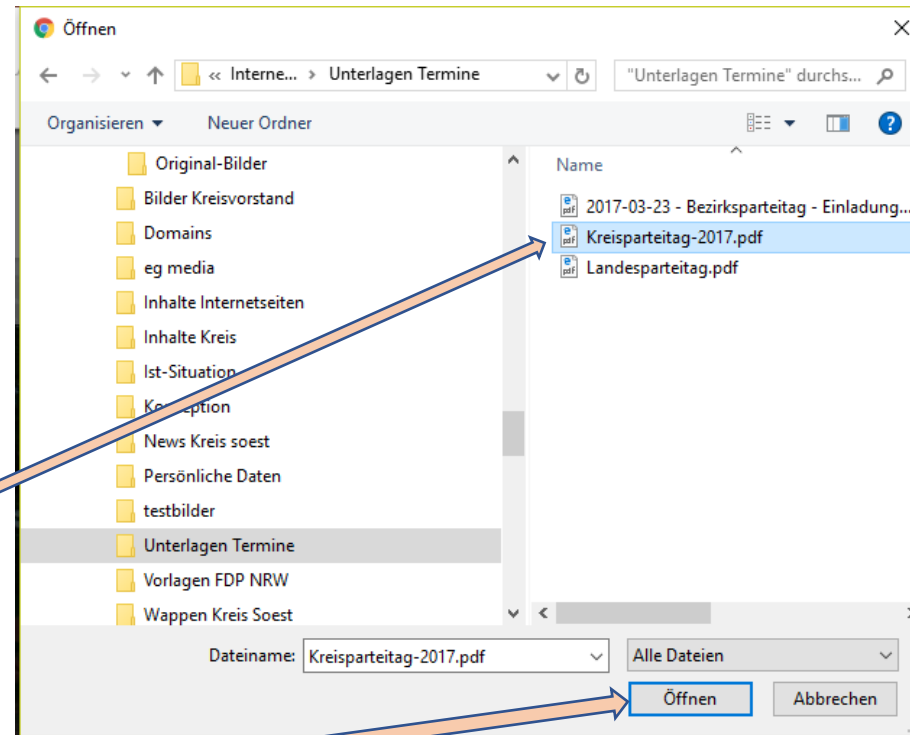 Öffnen
« Interne... › Unterlagen Termine
"Unterlagen Termine" durchs...
Organisieren
Neuer Ordner
Original-Bilder
Bilder Kreisvorstand
Domains
eg media
Inhalte Internetseiten
Inhalte Kreis
Ist-Situation
News Kreis soest
Persönliche Daten
testbilder
Unterlagen Termine
Vorlagen FDP NRW
Wappen Kreis Soest
Name
2017-03-23 - Bezirksparteitag - Einladung...
Kreisparteitag-2017.pdf
Landesparteitag.pdf
Dateiname: Kreisparteitag-2017.pdf
Alle Dateien
Öffnen
Abbrechen